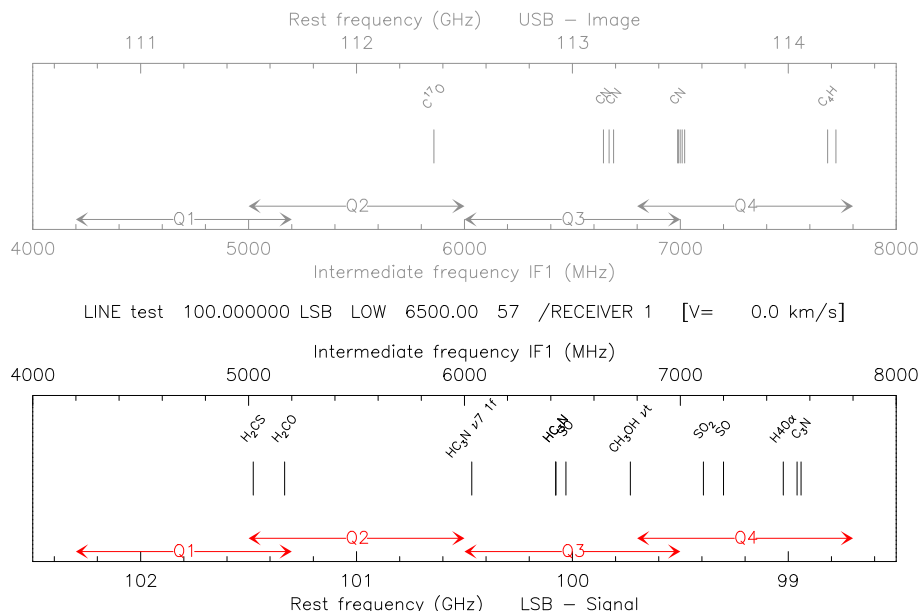 Rest frequency (GHz) USB – Image
111 112 113 114
C¹⁷O CN CN CN C₄H
Q2 Q4
Q1 Q3
4000 5000 6000 7000 8000
Intermediate frequency IF1 (MHz)
LINE test 100.000000 LSB LOW 6500.00 57 /RECEIVER 1 [V= 0.0 km/s]
Intermediate frequency IF1 (MHz)
4000 5000 6000 7000 8000
H₂CS H₂CO HC₃N ν7 1f HC₃N SO CH₃OH νt SO₂ SO H40α C₃N
Q2 Q4
Q1 Q3
102 101 100 99
Rest frequency (GHz) LSB – Signal